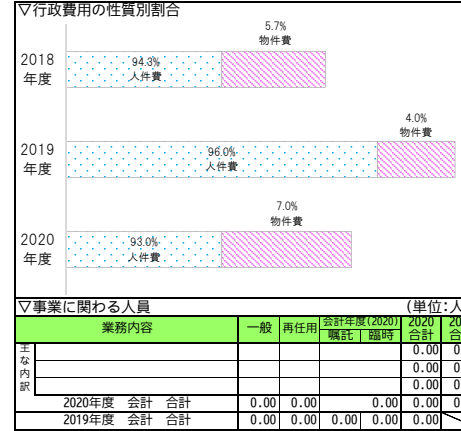 ▽行政費用の性質別割合
5.7%
物件費
2018
年度
94.3%
人件費
4.0%
物件費
2019
年度
96.0%
人件費
7.0%
物件費
2020
年度
93.0%
人件費
▽事業に関わる人員 (単位:人
業務内容 一般 再任用 会計年度(2020) 嘱託 臨時 2020 合計 20 合
主な内訳
0.00 0
0.00 0
0.00 0
2020年度 会計 合計 0.00 0.00 0.00 0.00 0
2019年度 会計 合計 0.00 0.00 0.00 0.00 0.00